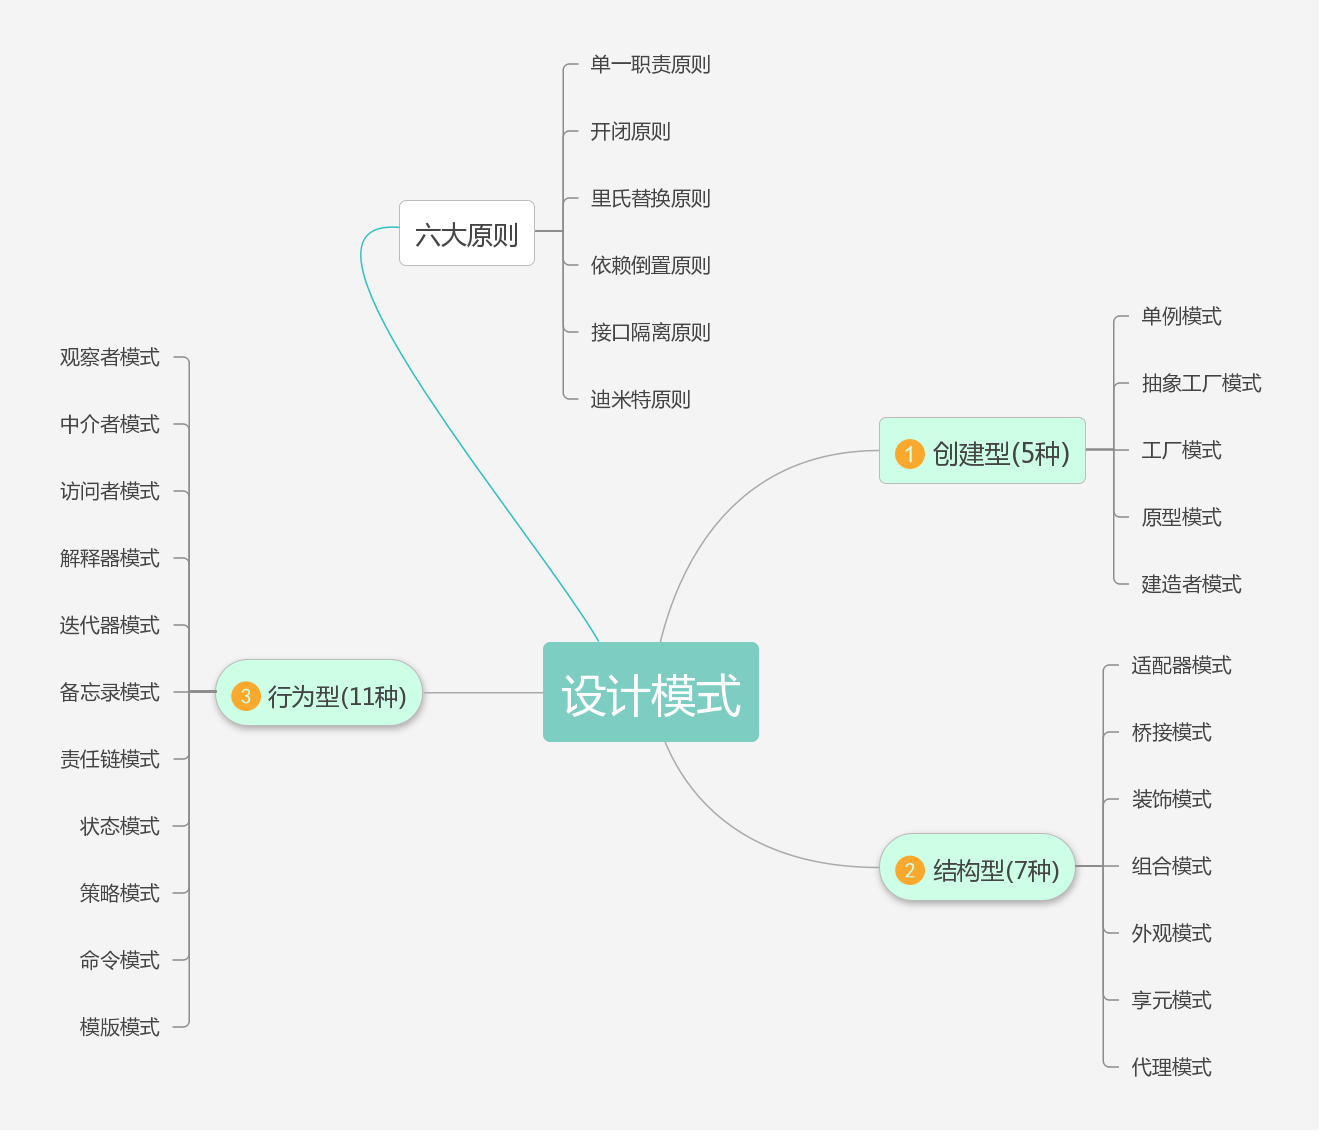 单一职责原则
开闭原则
里氏替换原则
六大原则
依赖倒置原则
接口隔离原则
迪米特原则
单例模式
抽象工厂模式
1 创建型(5种)
工厂模式
原型模式
建造者模式
观察者模式
中介者模式
访问者模式
解释器模式
迭代器模式
备忘录模式
3 行为型(11种)
责任链模式
状态模式
策略模式
命令模式
模版模式
设计模式
适配器模式
桥接模式
装饰模式
2 结构型(7种)
组合模式
外观模式
享元模式
代理模式